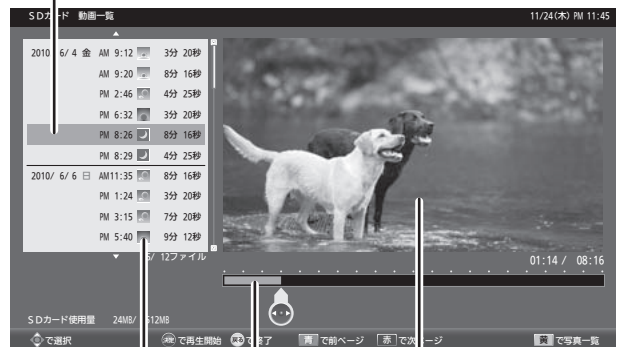 SDカード 動画一覧 11/24(木) PM 11:45
2010 6/ 4 金 AM 9:12 3分 20秒
AM 9:20 8分 16秒
PM 2:46 4分 25秒
PM 6:32 3分 20秒
PM 8:26 8分 16秒
PM 8:29 4分 25秒
2010/ 6/ 6 日 AM11:35 8分 16秒
PM 1:24 3分 20秒
PM 3:15 7分 20秒
PM 5:40 9分 12秒
/ 12ファイル
01:14 / 08:16
SDカード使用量 24MB/ 512MB
で選択 決定 で再生開始 戻る で終了 青 で前ページ 赤 で次ページ 黄 で写真一覧